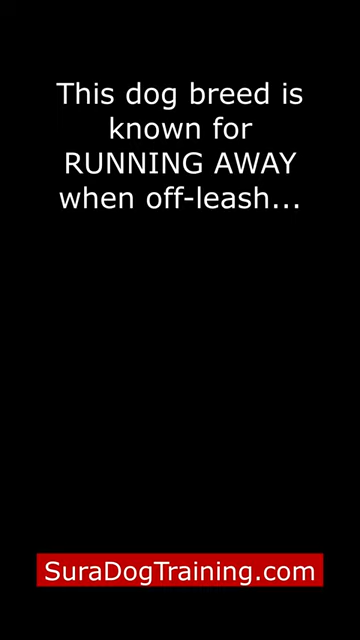 This dog breed is
known for
RUNNING AWAY
when off-leash...
SuraDogTraining.com